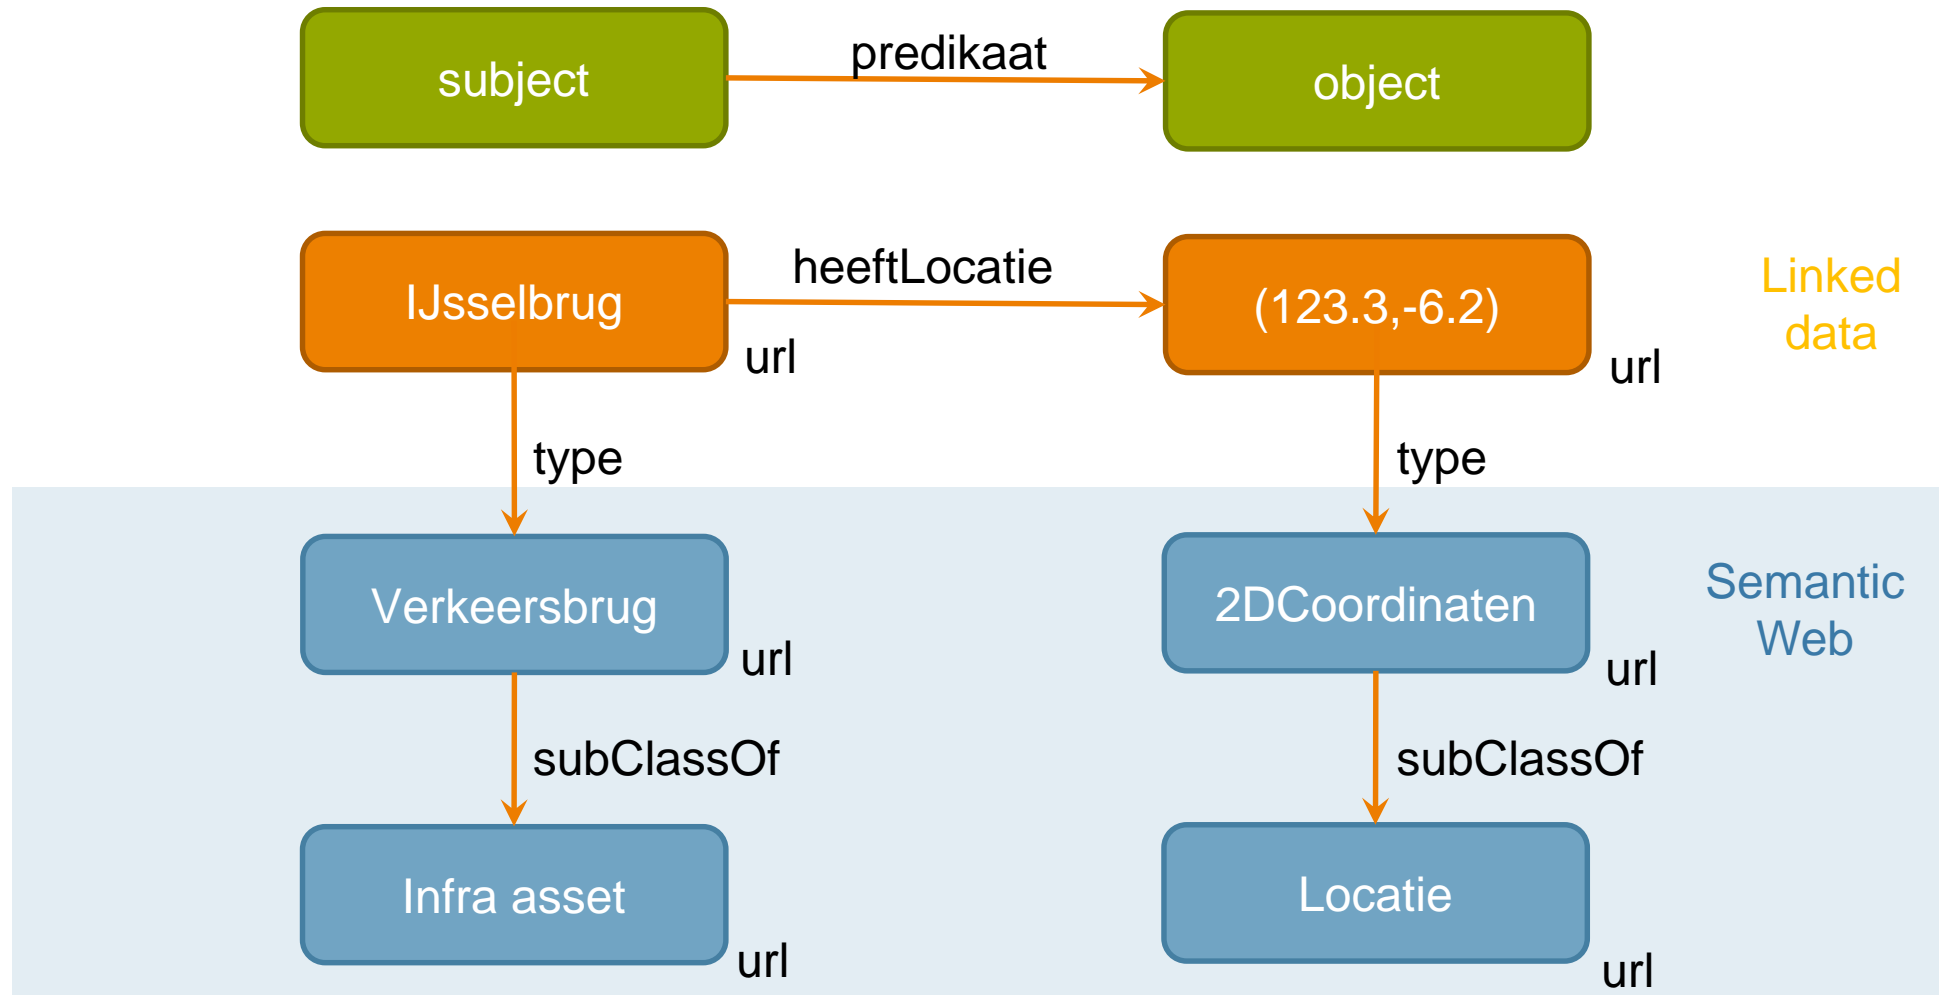 subject
predikaat
object
IJsselbrug
url
heeftLocatie
(123.3,-6.2)
url
Linked
data
type
type
Verkeersbrug
url
2DCoordinaten
url
Semantic
Web
subClassOf
subClassOf
Infra asset
url
Locatie
url